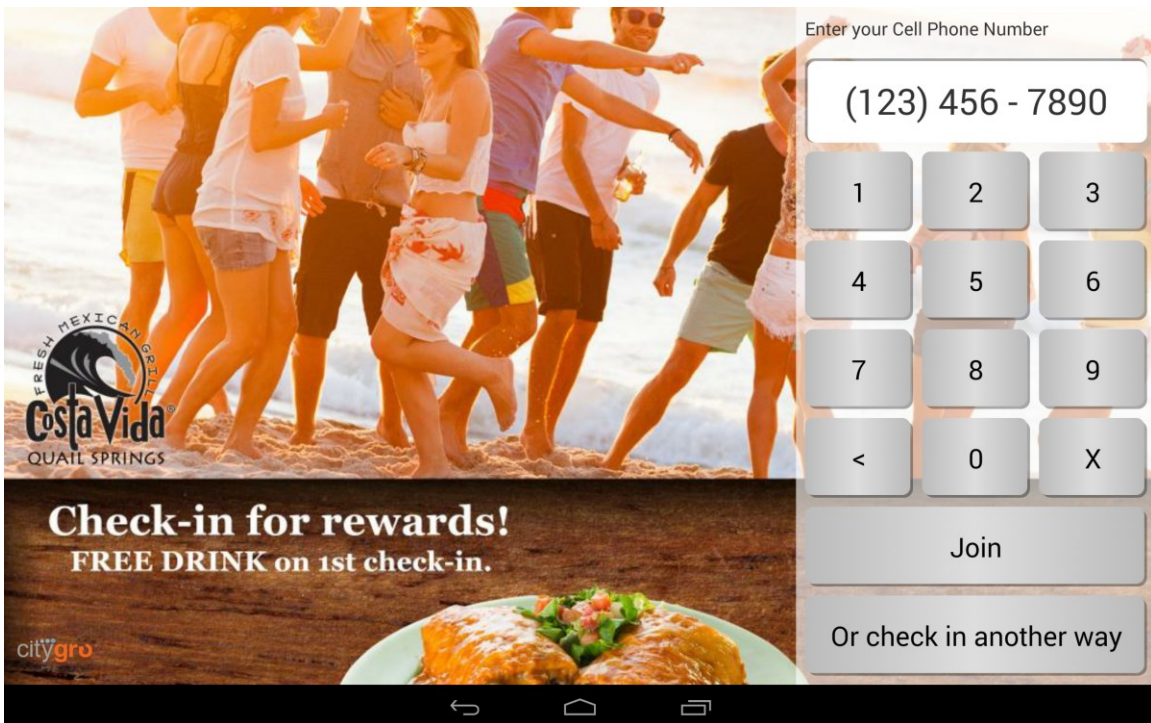 FRESH MEXICAN GRILL
Costa Vida®
QUAIL SPRINGS
Check-in for rewards!
FREE DRINK on 1st check-in.
citygro
Enter your Cell Phone Number
(123) 456 - 7890
1 2 3
4 5 6
7 8 9
< 0 X
Join
Or check in another way